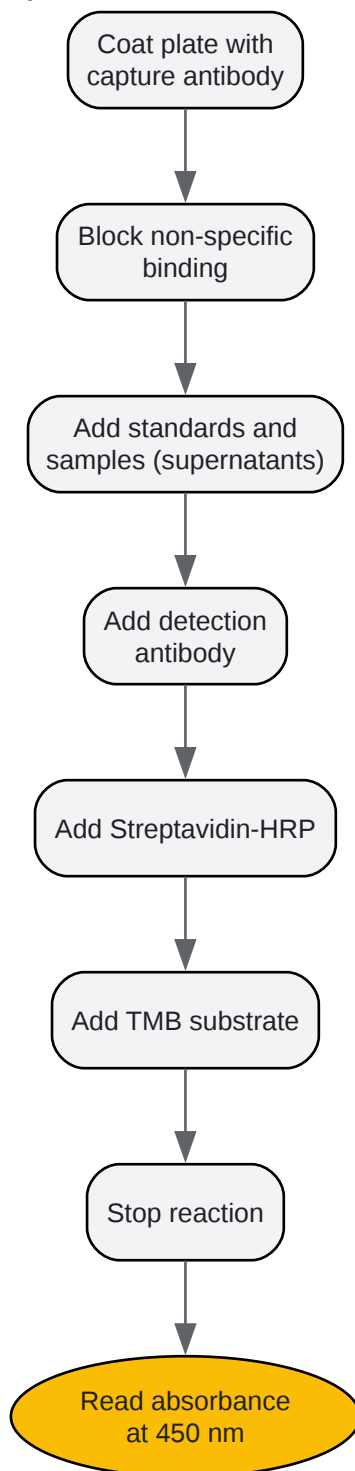 Coat plate with
capture antibody
Block non-specific
binding
Add standards and
samples (supernatants)
Add detection
antibody
Add Streptavidin-HRP
Add TMB substrate
Stop reaction
Read absorbance
at 450 nm